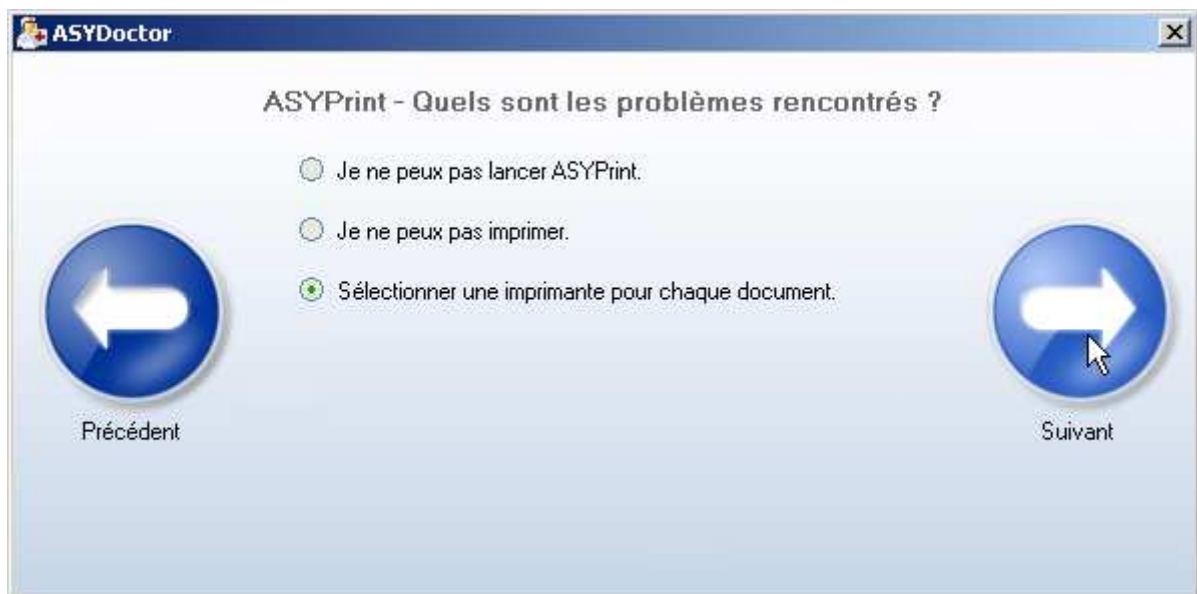 ASYDoctor
ASYPrint - Quels sont les problèmes rencontrés ?
Je ne peux pas lancer ASYPrint.
Je ne peux pas imprimer.
Sélectionner une imprimante pour chaque document.
Précédent
Suivant